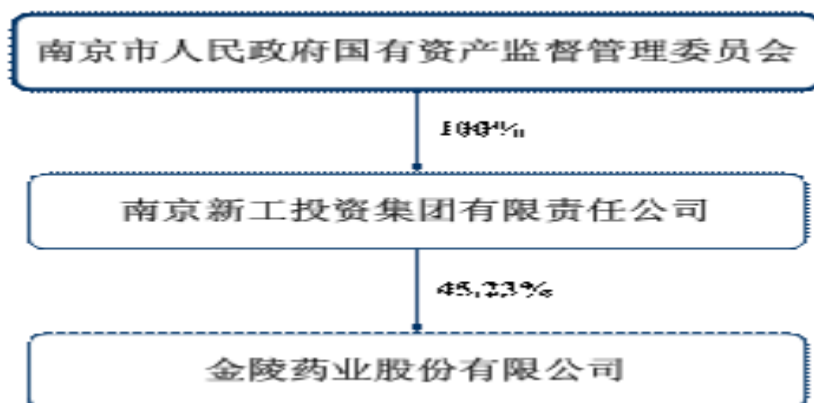 南京市人民政府国有资产监督管理委员会
100%
南京新工投资集团有限责任公司
45.23%
金陵药业股份有限公司